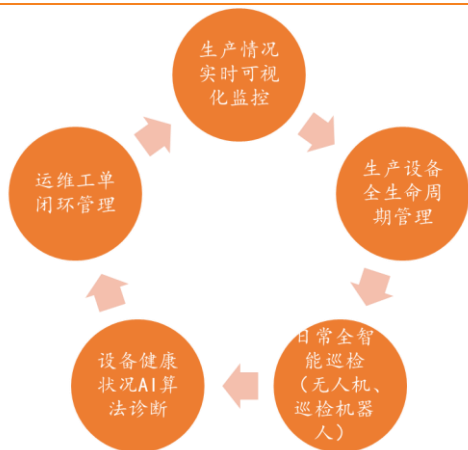 生产情况
实时可视
化监控
生产设备
全生命周
期管理
日常全智
能巡检
（无人机、
巡检机器
人）
设备健康
状况AI算
法诊断
运维工单
闭环管理